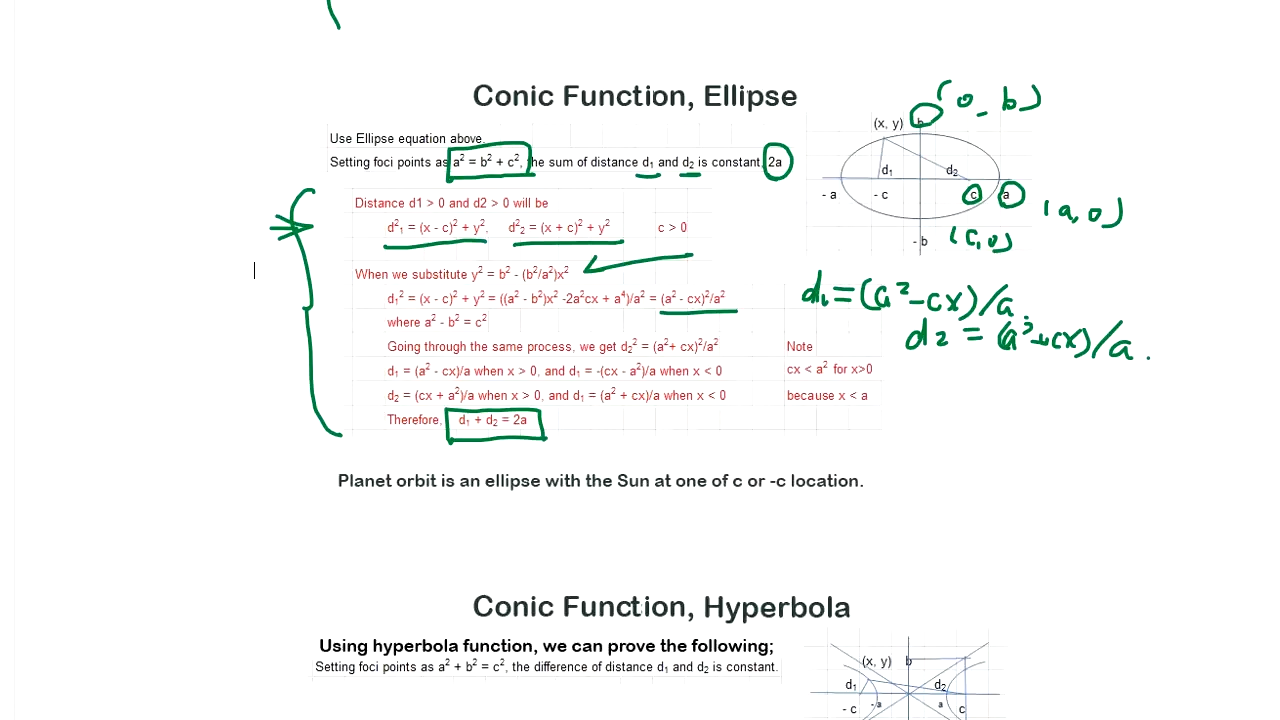 Conic Function, Ellipse
(0, b)
Use Ellipse equation above.
Setting foci points as a² = b² + c², the sum of distance d₁ and d₂ is constant, 2a
(x, y) b
d₁ d₂
- a - c c a
- b
(a, 0)
(c, 0)
Distance d1 > 0 and d2 > 0 will be
d²₁ = (x - c)² + y². d²₂ = (x + c)² + y² c > 0
When we substitute y² = b² - (b²/a²)x²
d₁² = (x - c)² + y² = ((a² - b²)x² -2a²cx + a⁴)/a² = (a² - cx)²/a²
d₁ = (a² - cx)/a.
where a² - b² = c²
d2 = (a² + cx)/a.
Going through the same process, we get d₂² = (a²+ cx)²/a² Note
d₁ = (a² - cx)/a when x > 0, and d₁ = -(cx - a²)/a when x < 0 cx < a² for x>0
d₂ = (cx + a²)/a when x > 0, and d₁ = (a² + cx)/a when x < 0 because x < a
Therefore, d₁ + d₂ = 2a
Planet orbit is an ellipse with the Sun at one of c or -c location.
Conic Function, Hyperbola
Using hyperbola function, we can prove the following;
Setting foci points as a² + b² = c², the difference of distance d₁ and d₂ is constant.
(x, y) b
d₁ d₂
- c - a a c